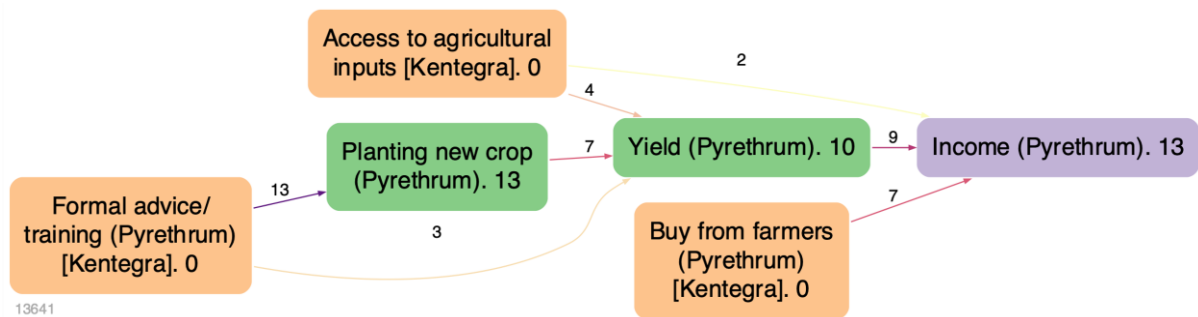 Access to agricultural
inputs [Kentegra]. 0
2
4
Planting new crop
(Pyrethrum). 13
7
Yield (Pyrethrum). 10
9
Income (Pyrethrum). 13
13
Formal advice/
training (Pyrethrum)
[Kentegra]. 0
3
Buy from farmers
(Pyrethrum)
[Kentegra]. 0
7
13641